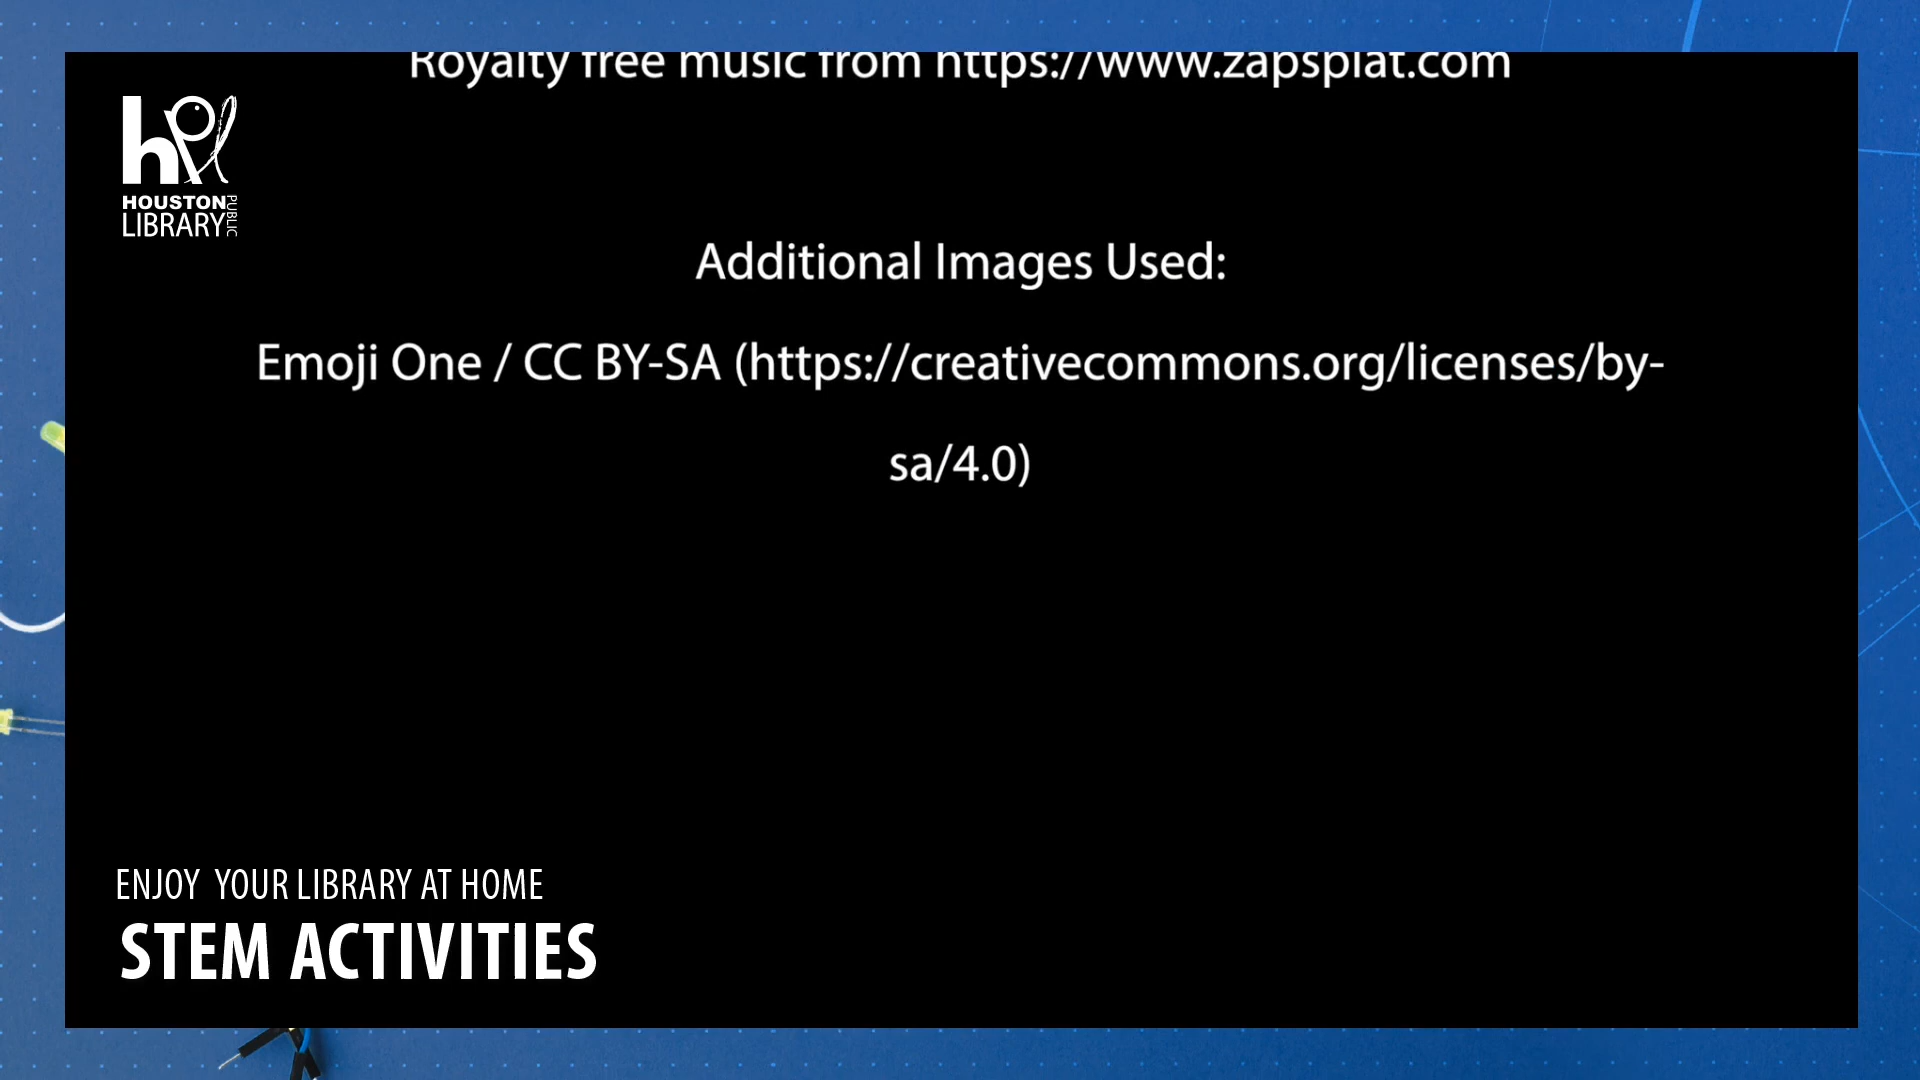 Royalty free music from https://www.zapsplat.com
hpl
HOUSTON
LIBRARY
PUBLIC
Additional Images Used:
Emoji One / CC BY-SA (https://creativecommons.org/licenses/by-
sa/4.0)
ENJOY YOUR LIBRARY AT HOME
STEM ACTIVITIES